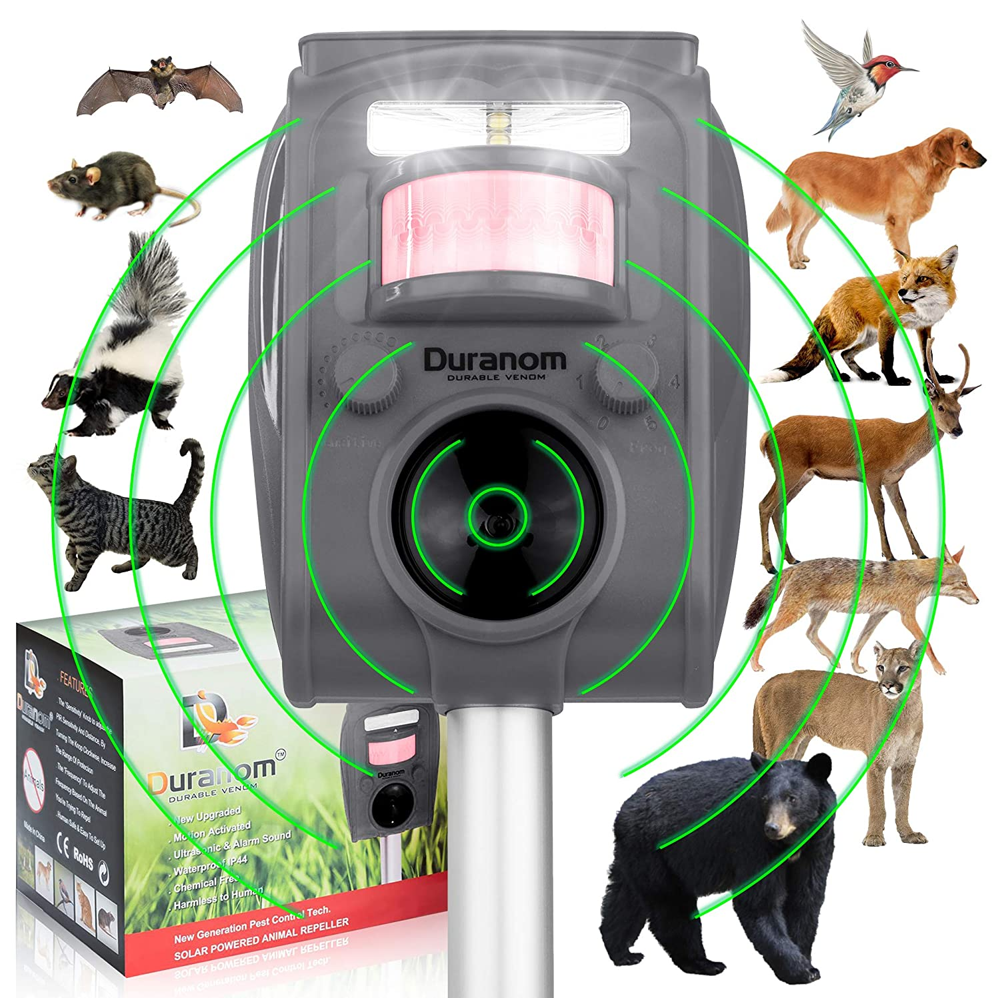 Duranom
DURABLE VENOM
2
3
1
4
0
5
Duranom®
DURABLE VENOM
Animals
Made in China
. FEATURES
. The 'Sensitivity' Knob to adjust the
PIR Sensitivity And Distance. By
Turning The Knop Clockwise, Increase
The Range Of Protection
. The "Frequency" To Adjust The
Frequency Based On The Animal
You're Trying To Repel
. Human Safe & Easy To Set Up
CE RoHS
Duranom™
DURABLE VENOM
. New Upgraded
. Motion Activated
. Ultrasonic & Alarm Sound
. Waterproof IP44
. Chemical Free
. Harmless to Human
New Generation Pest Control Tech.
SOLAR POWERED ANIMAL REPELLER
Duranom